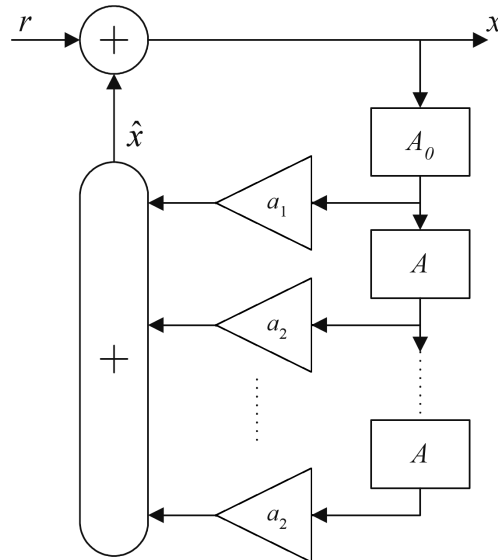 r + x
x̂
A₀
a₁
A
a₂
+
A
a₂